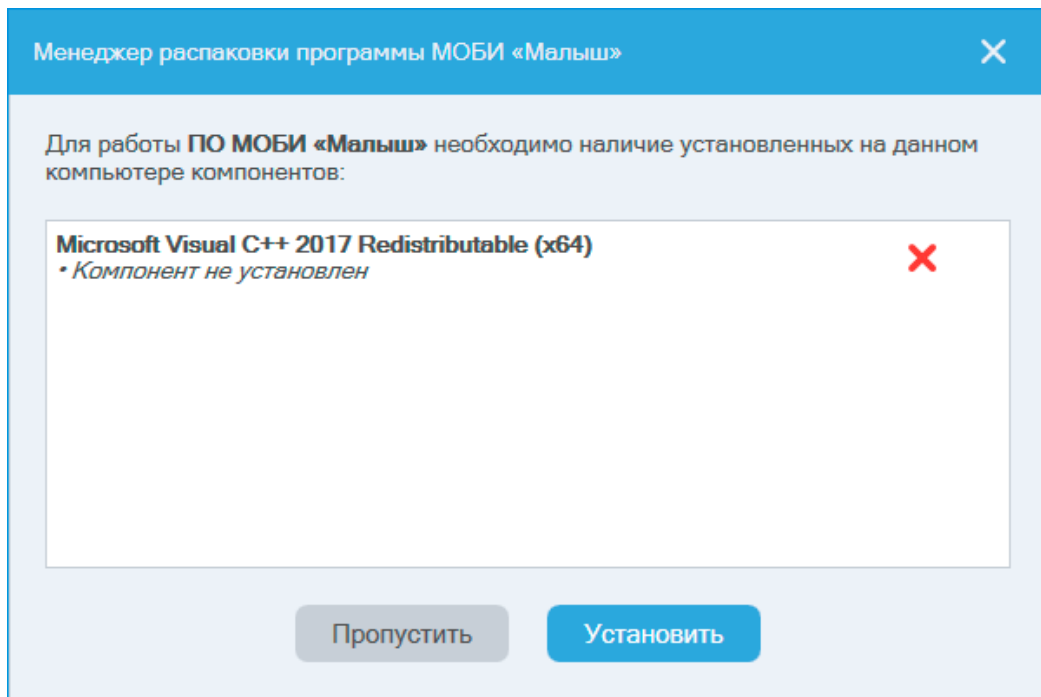 Менеджер распаковки программы МОБИ «Малыш»
Для работы ПО МОБИ «Малыш» необходимо наличие установленных на данном
компьютере компонентов:
Microsoft Visual C++ 2017 Redistributable (x64)
• Компонент не установлен
Пропустить
Установить